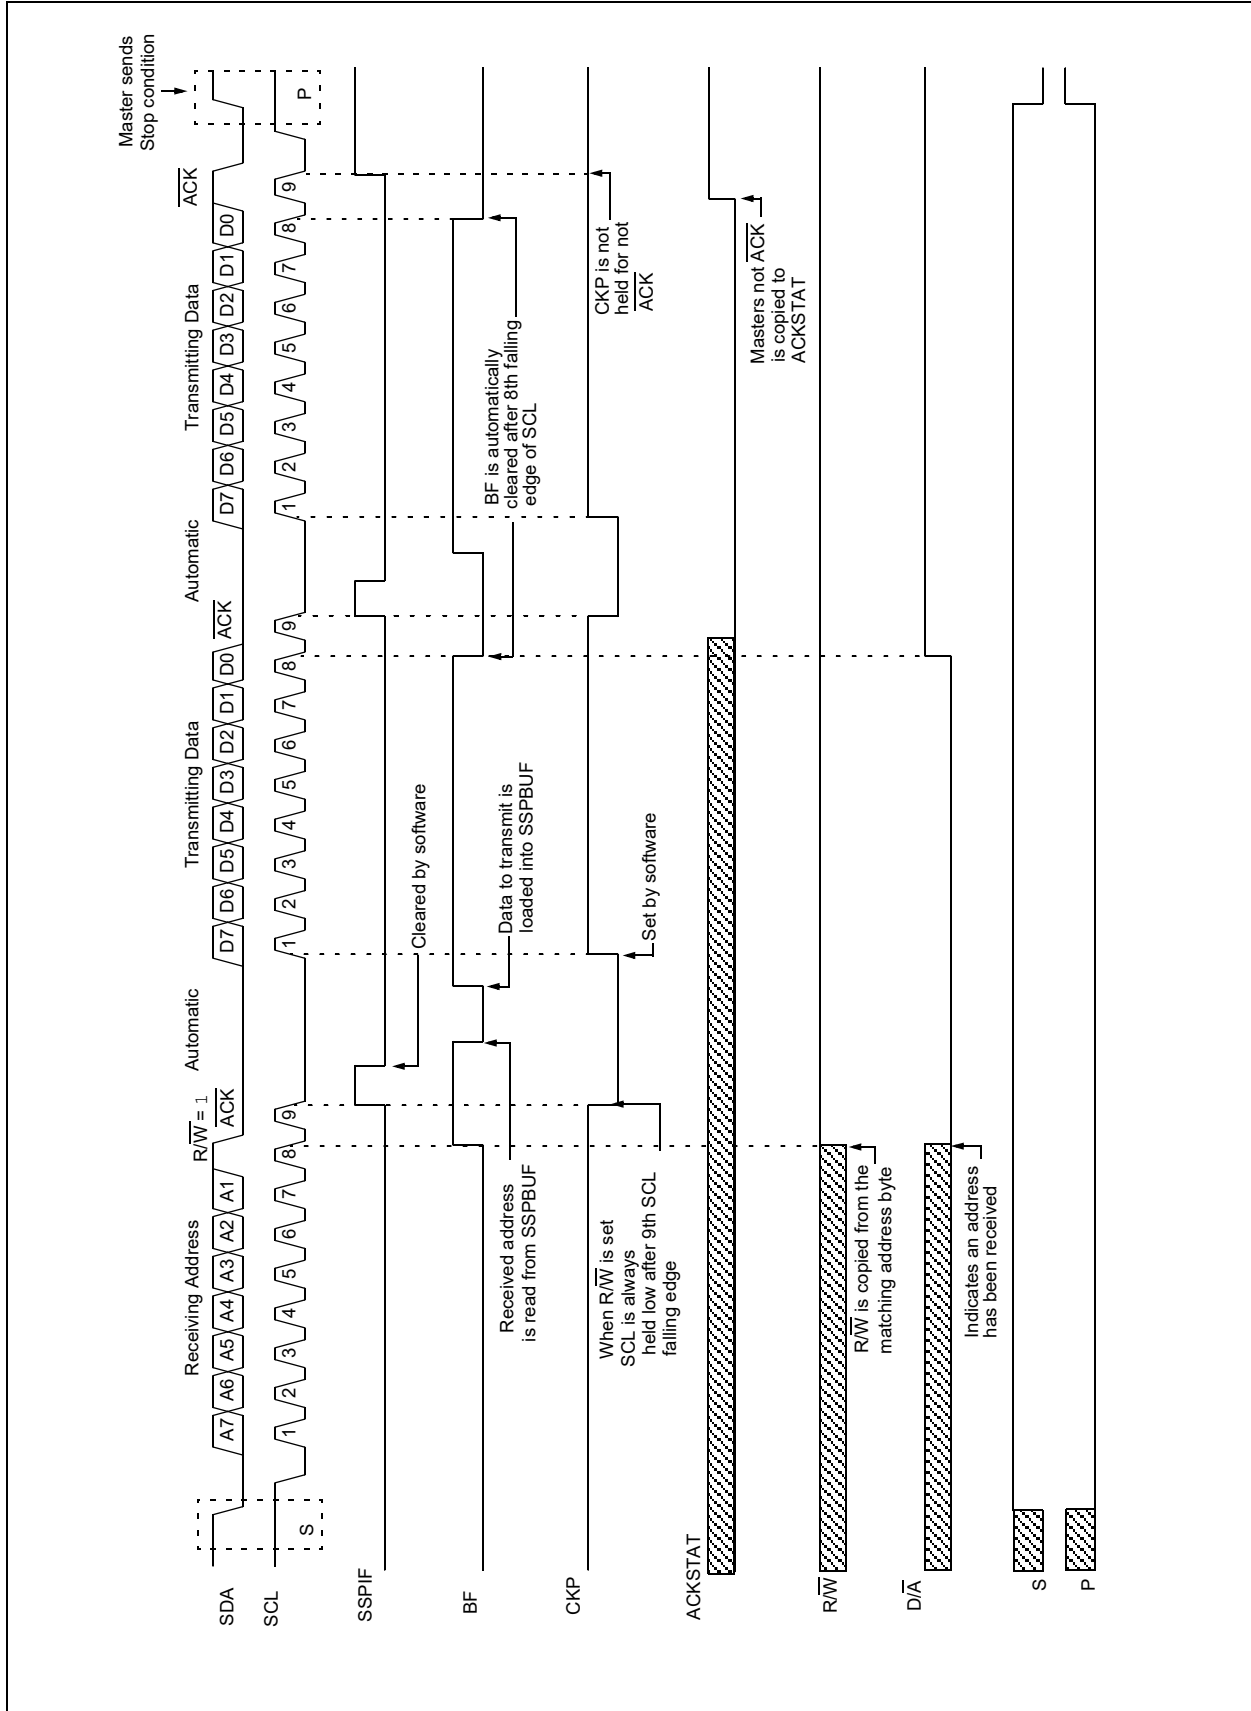 Master sends
Stop condition
Receiving Address
R/W = 1
ACK
Automatic
Transmitting Data
ACK
Automatic
Transmitting Data
ACK
SDA
A7 A6 A5 A4 A3 A2 A1
D7 D6 D5 D4 D3 D2 D1 D0
D7 D6 D5 D4 D3 D2 D1 D0
SCL
S
1 2 3 4 5 6 7 8 9
1 2 3 4 5 6 7 8 9
1 2 3 4 5 6 7 8 9
P
SSPIF
Cleared by software
BF
Received address
is read from SSPBUF
Data to transmit is
loaded into SSPBUF
BF is automatically
cleared after 8th falling
edge of SCL
CKP
When R/W is set
SCL is always
held low after 9th SCL
falling edge
Set by software
CKP is not
held for not
ACK
ACKSTAT
Masters not ACK
is copied to
ACKSTAT
R/W
R/W is copied from the
matching address byte
D/A
Indicates an address
has been received
S
P